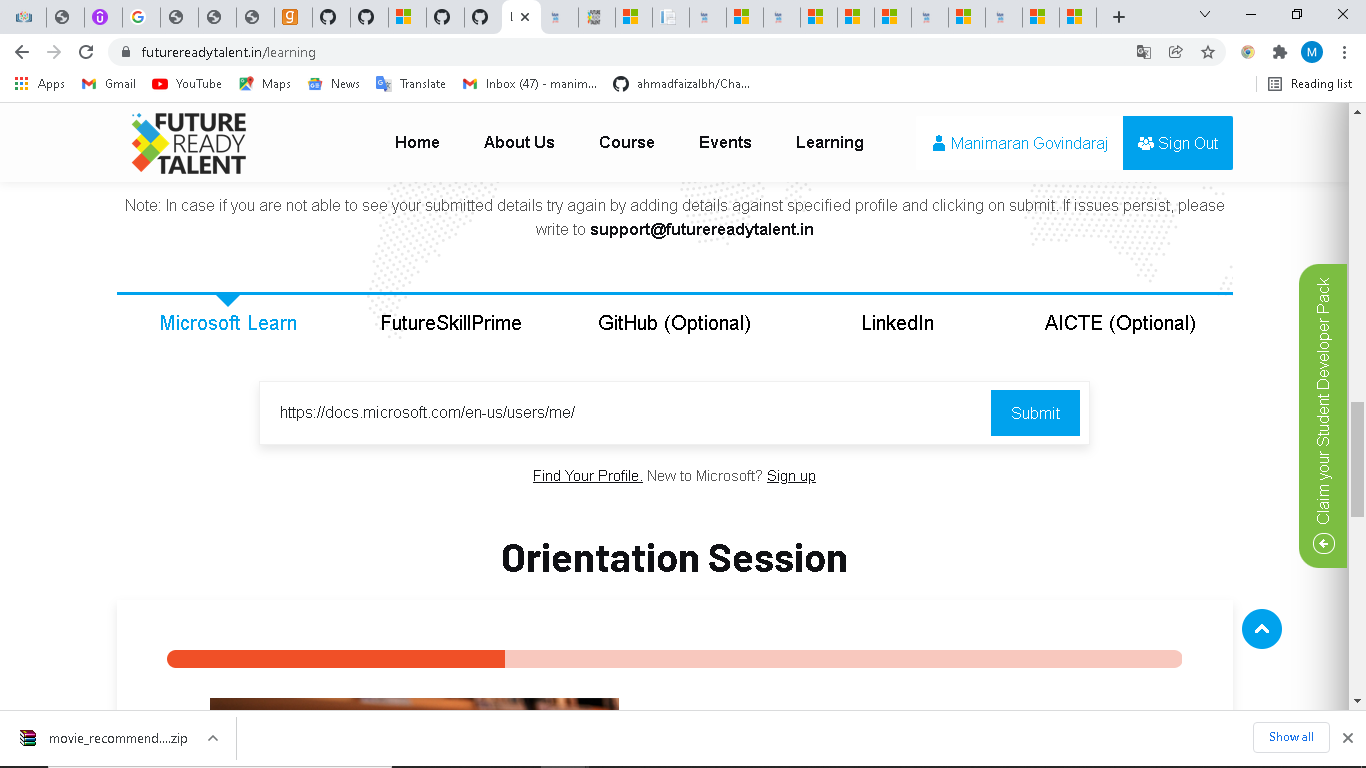 futurereadytalent.in/learning
M
Apps Gmail YouTube Maps News Translate Inbox (47) - manim... ahmadfaizalbh/Cha... Reading list
FUTURE
READY
TALENT
Home About Us Course Events Learning Manimaran Govindaraj Sign Out
Note: In case if you are not able to see your submitted details try again by adding details against specified profile and clicking on submit. If issues persist, please
write to support@futurereadytalent.in
Microsoft Learn FutureSkillPrime GitHub (Optional) LinkedIn AICTE (Optional)
https://docs.microsoft.com/en-us/users/me/ Submit
Find Your Profile. New to Microsoft? Sign up
Claim your Student Developer Pack
Orientation Session
movie_recommend....zip Show all